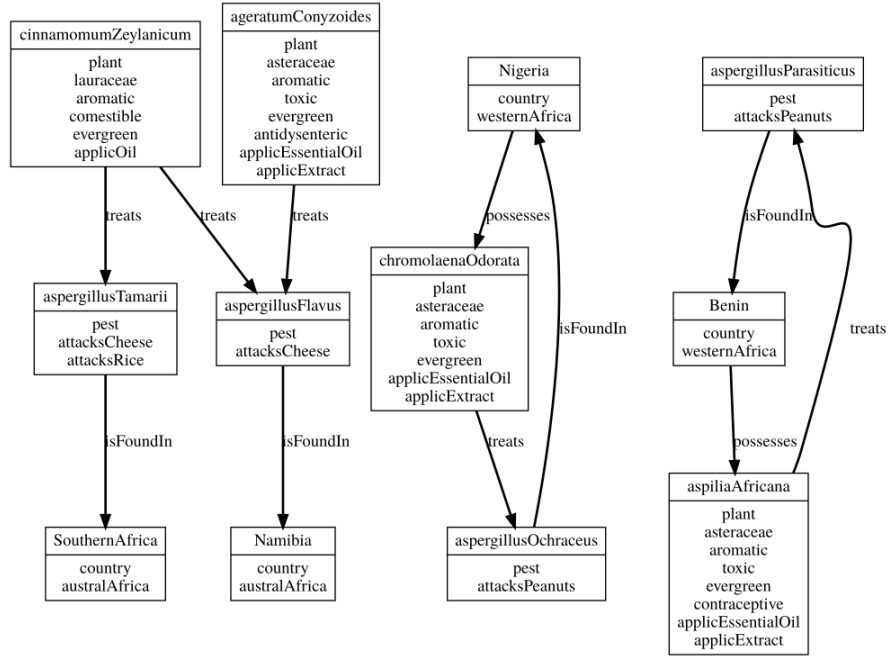 cinnamomumZeylanicum
plant
lauraceae
aromatic
comestible
evergreen
applicOil
ageratumConyzoides
plant
asteraceae
aromatic
toxic
evergreen
antidysenteric
applicEssentialOil
applicExtract
Nigeria
country
westernAfrica
aspergillusParasiticus
pest
attacksPeanuts
treats
treats
treats
possesses
isFoundIn
chromolaenaOdorata
plant
asteraceae
aromatic
toxic
evergreen
applicEssentialOil
applicExtract
aspergillusTamarii
pest
attacksCheese
attacksRice
aspergillusFlavus
pest
attacksCheese
isFoundIn
Benin
country
westernAfrica
treats
isFoundIn
isFoundIn
treats
possesses
SouthernAfrica
country
australAfrica
Namibia
country
australAfrica
aspergillusOchraceus
pest
attacksPeanuts
aspiliaAfricana
plant
asteraceae
aromatic
toxic
evergreen
contraceptive
applicEssentialOil
applicExtract